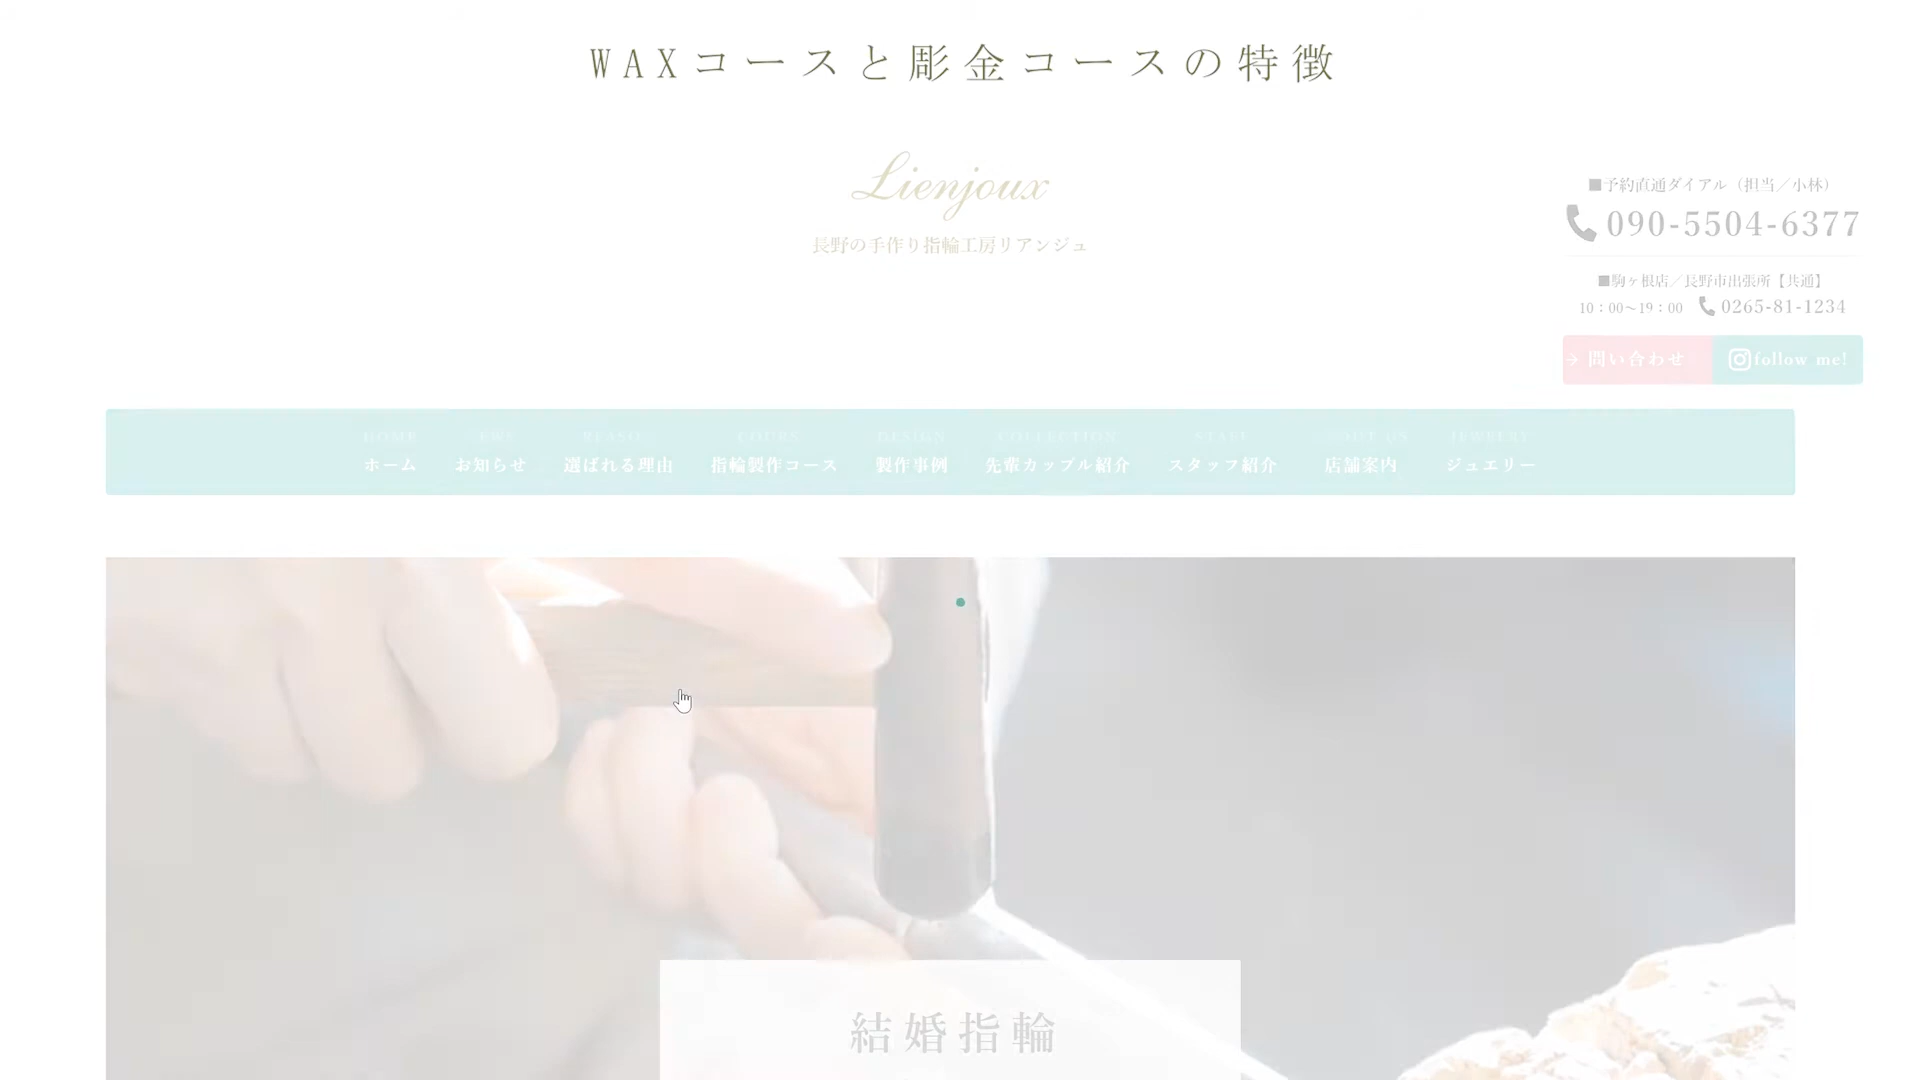 WAXコースと彫金コースの特徴
Lienjoux
長野の手作り指輪工房リアンジュ
■予約直通ダイアル（担当／小林）
090-5504-6377
■駒ヶ根店／長野市出張所【共通】
10：00～19：00 0265-81-1234
問い合わせ follow me!
HOME DESIGN COLLECTION STAFF JEWELRY
ホーム お知らせ 選ばれる理由 指輪製作コース 製作事例 先輩カップル紹介 スタッフ紹介 店舗案内 ジュエリー
結婚指輪